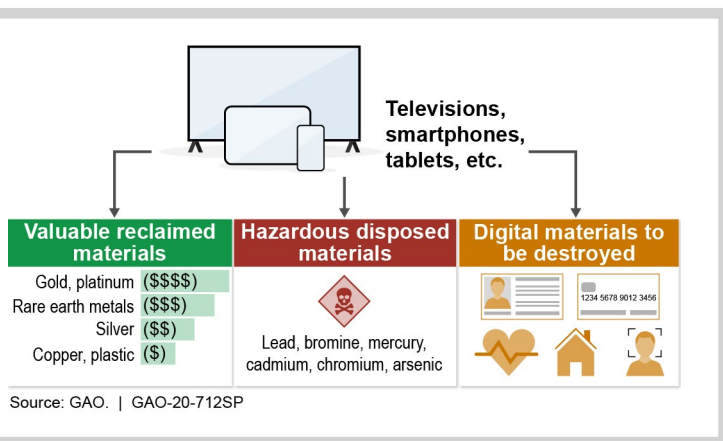 Televisions,
smartphones,
tablets, etc.
Valuable reclaimed
materials
Gold, platinum ($$$$)
Rare earth metals ($$$)
Silver ($$)
Copper, plastic ($)
Hazardous disposed
materials
Lead, bromine, mercury,
cadmium, chromium, arsenic
Digital materials to
be destroyed
1234 5678 9012 3456
Source: GAO. | GAO-20-712SP